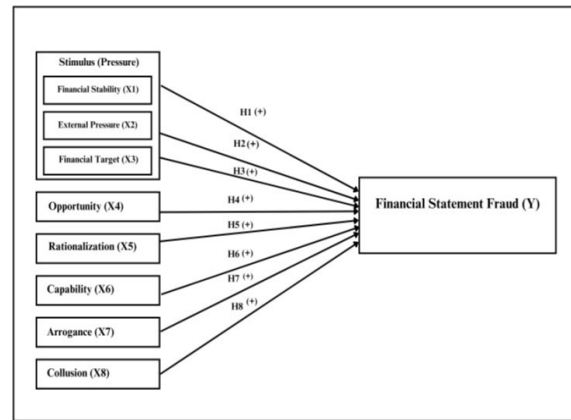 Stimulus (Pressure)
Financial Stability (X1)
External Pressure (X2)
Financial Target (X3)
Opportunity (X4)
Rationalization (X5)
Capability (X6)
Arrogance (X7)
Collusion (X8)
H1 (+)
H2 (+)
H3 (+)
H4 (+)
H5 (+)
H6 (+)
H7 (+)
H8 (+)
Financial Statement Fraud (Y)